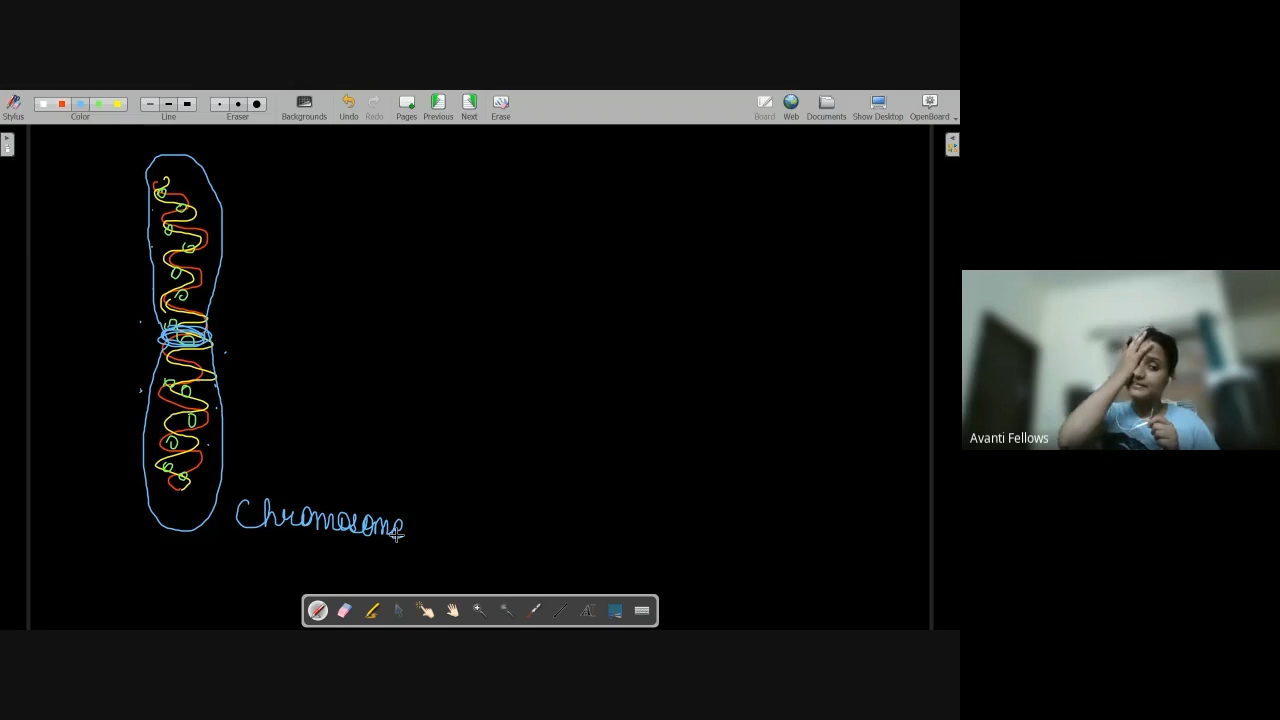 Stylus
Color
Line
Eraser
Backgrounds
Undo
Redo
Pages
Previous
Next
Erase
Board
Web
Documents
Show Desktop
OpenBoard
Chromosome
Avanti Fellows